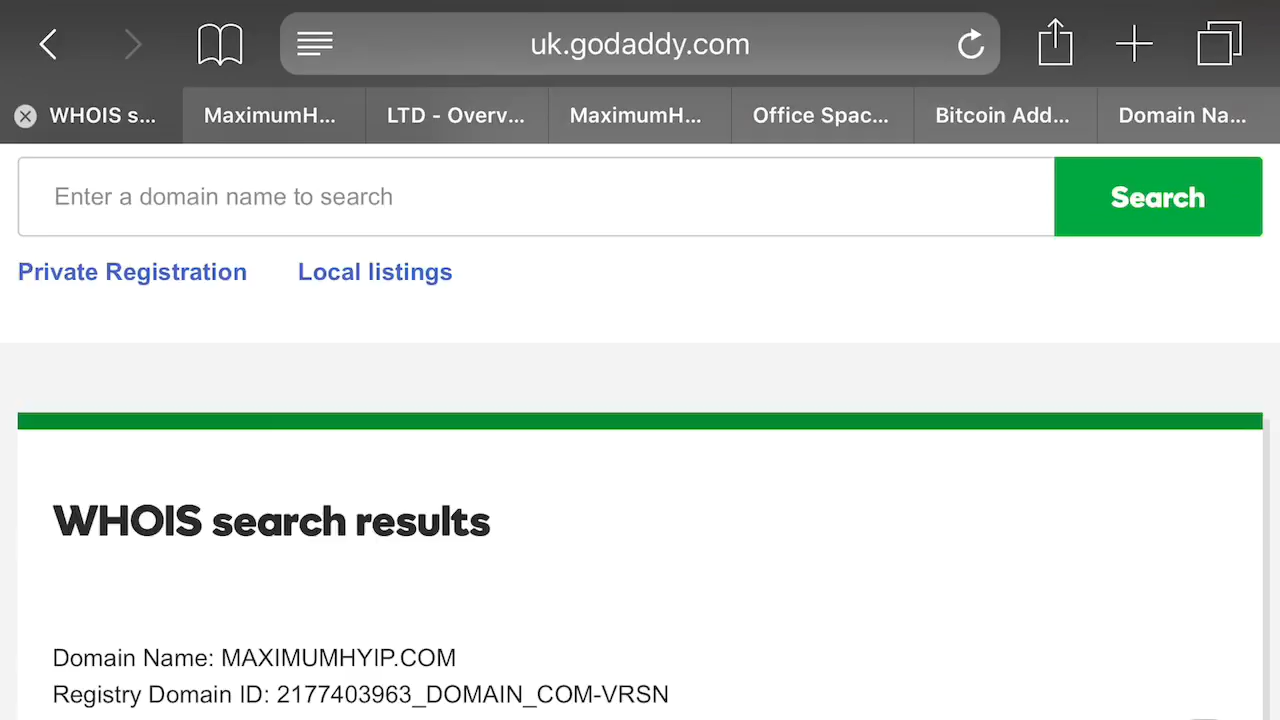 uk.godaddy.com
WHOIS s...
MaximumH...
LTD - Overv...
MaximumH...
Office Spac...
Bitcoin Add...
Domain Na...
Enter a domain name to search
Search
Private Registration
Local listings
WHOIS search results
Domain Name: MAXIMUMHYIP.COM
Registry Domain ID: 2177403963_DOMAIN_COM-VRSN